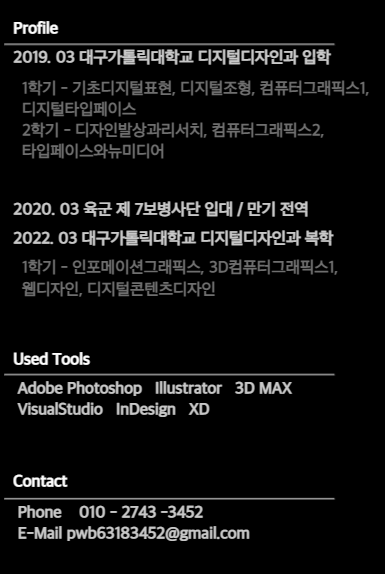 Profile
2019. 03 대구가톨릭대학교 디지털디자인과 입학
1학기 - 기초디지털표현, 디지털조형, 컴퓨터그래픽스1,
디지털타입페이스
2학기 - 디자인발상과리서치, 컴퓨터그래픽스2,
타입페이스와뉴미디어
2020. 03 육군 제 7보병사단 입대 / 만기 전역
2022. 03 대구가톨릭대학교 디지털디자인과 복학
1학기 - 인포메이션그래픽스, 3D컴퓨터그래픽스1,
웹디자인, 디지털콘텐츠디자인
Used Tools
Adobe Photoshop Illustrator 3D MAX
VisualStudio InDesign XD
Contact
Phone 010 - 2743 -3452
E-Mail pwb63183452@gmail.com